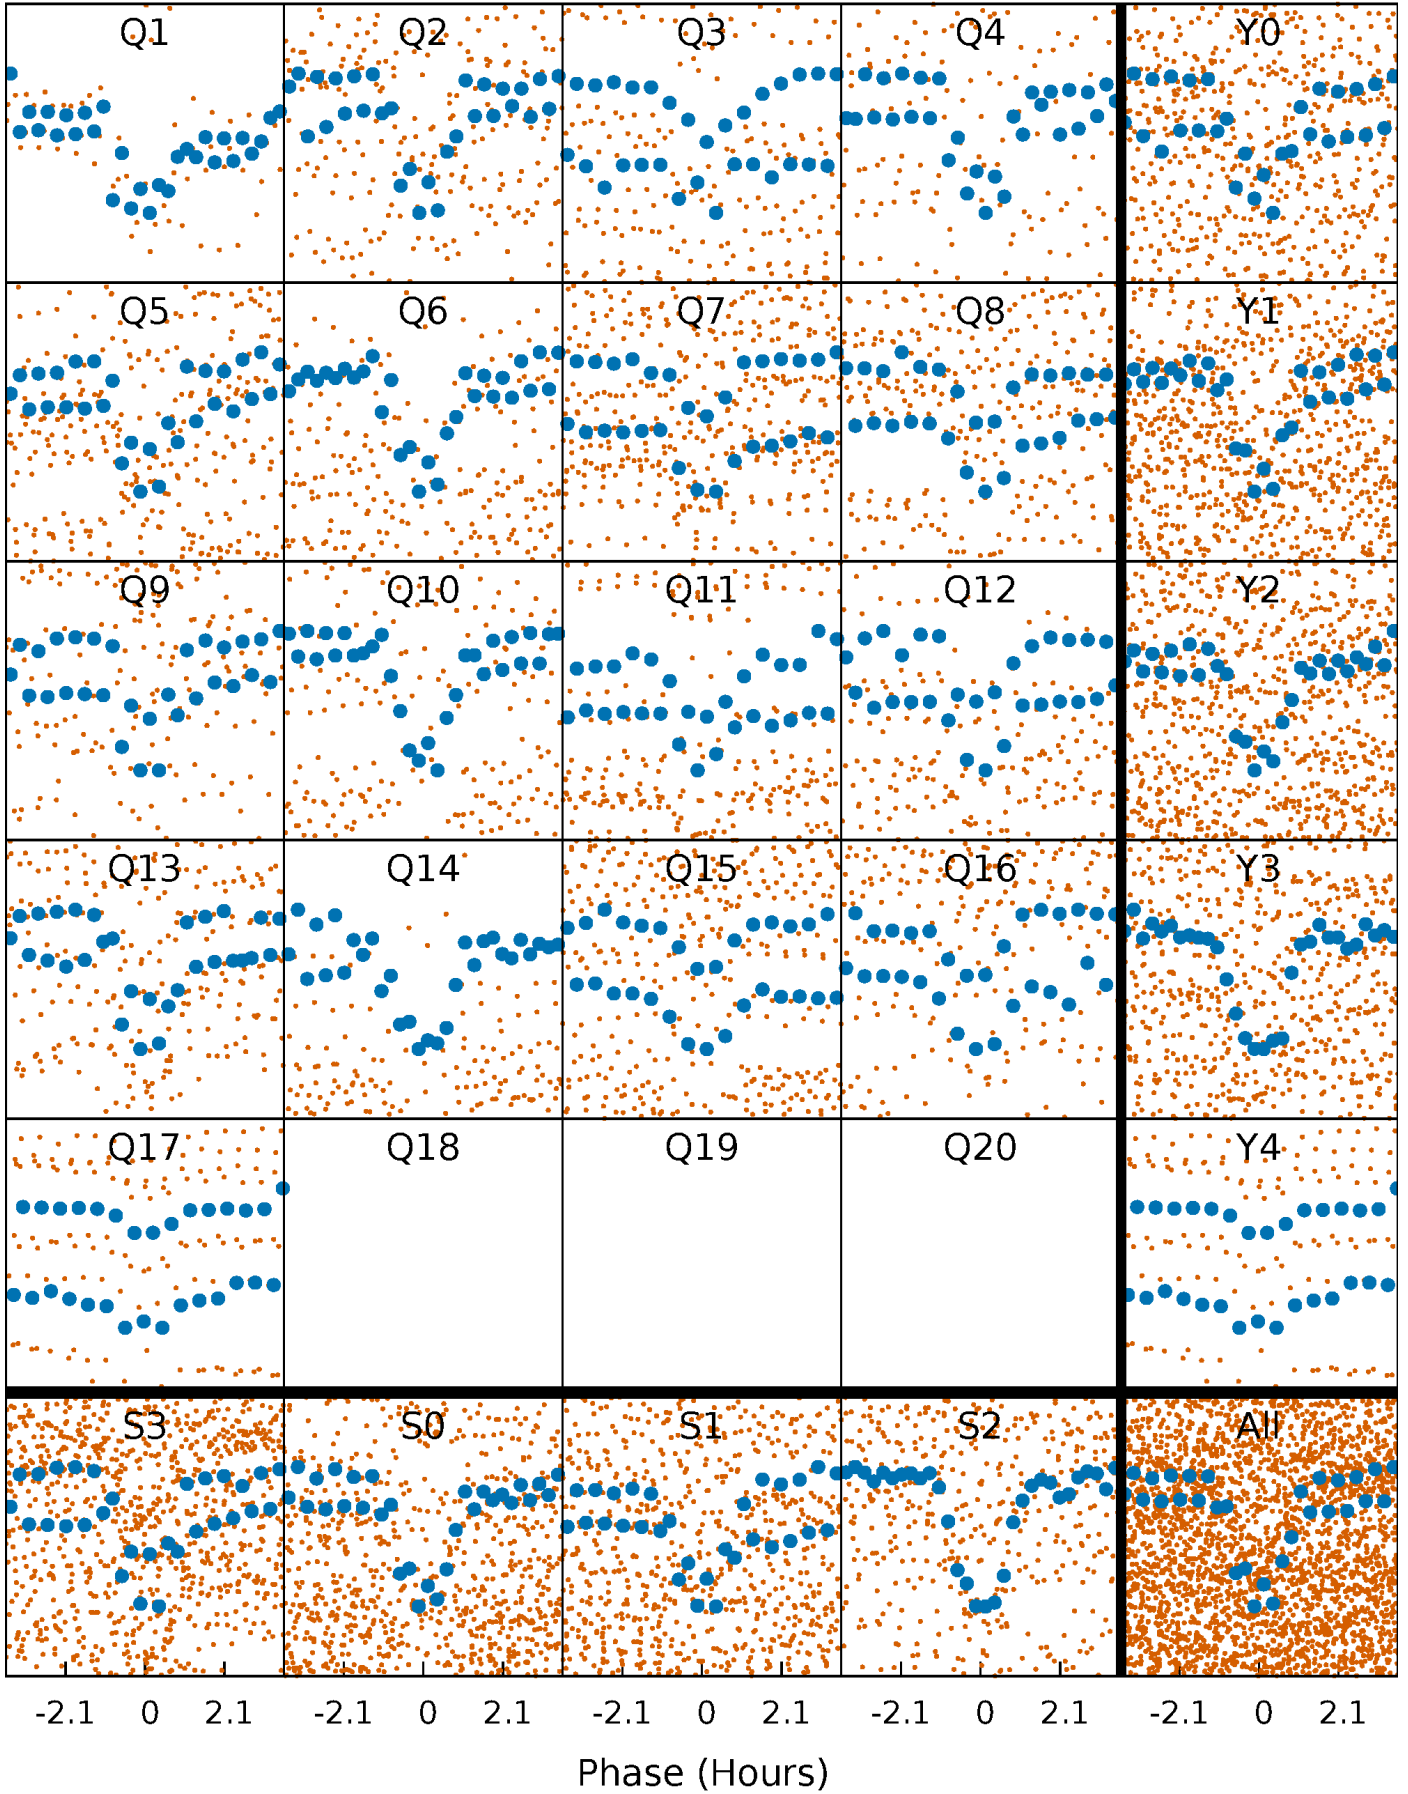 Q1 Q2 Q3 Q4 Y0
Q5 Q6 Q7 Q8 Y1
Q9 Q10 Q11 Q12 Y2
Q13 Q14 Q15 Q16 Y3
Q17 Q18 Q19 Q20 Y4
S3 S0 S1 S2 All
-2.1 0 2.1 -2.1 0 2.1 -2.1 0 2.1 -2.1 0 2.1 -2.1 0 2.1
Phase (Hours)